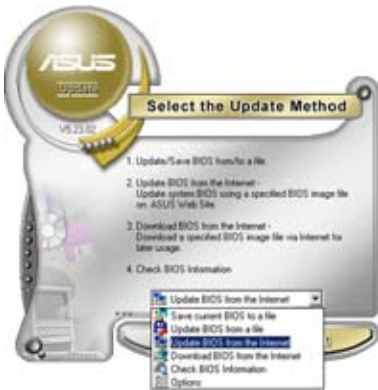 ASUS
Update
V5.23.02
Select the Update Method
1. Update/Save BIOS from/to a file
2. Update BIOS from the Internet -
Update system BIOS using a specified BIOS image file
on ASUS Web Site.
3. Download BIOS from the Internet -
Download a specified BIOS image file via Internet for
later usage.
4. Check BIOS Information
Update BIOS from the Internet
Save current BIOS to a file
Update BIOS from a file
Update BIOS from the Internet
Download BIOS from the Internet
Check BIOS Information
Options